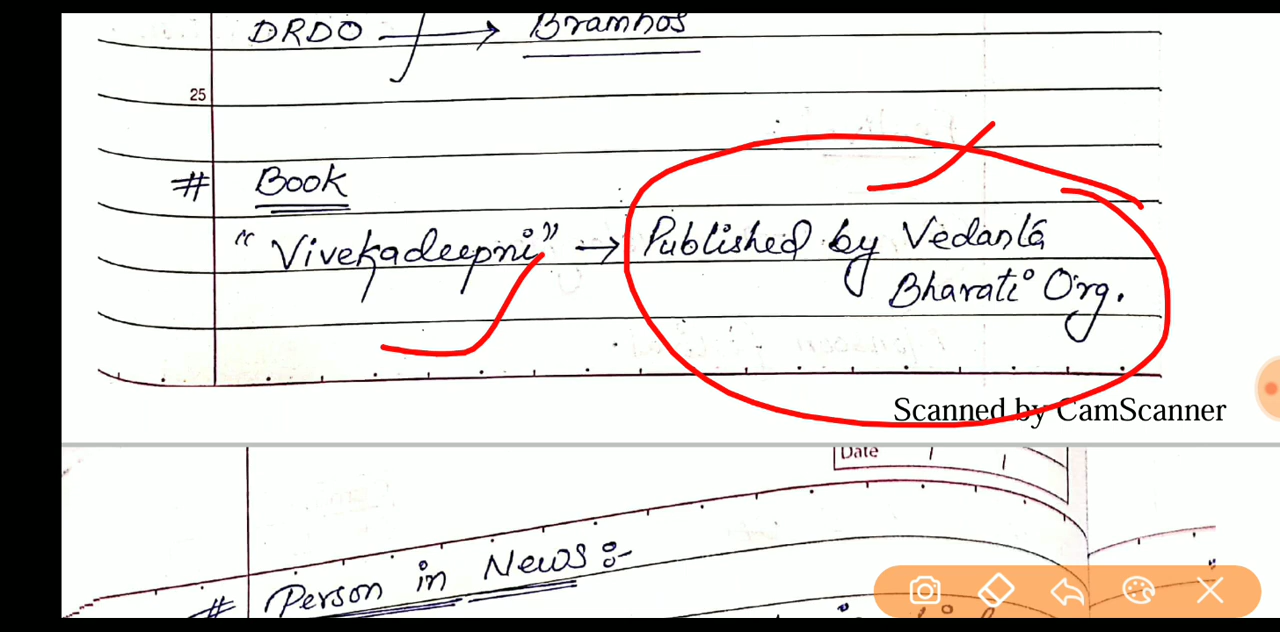 DRDO → Bramhos
25
# Book
"Vivekadeepni" → Published by Vedanta
Bharati Org.
Scanned by CamScanner
Date
# Person in News :-